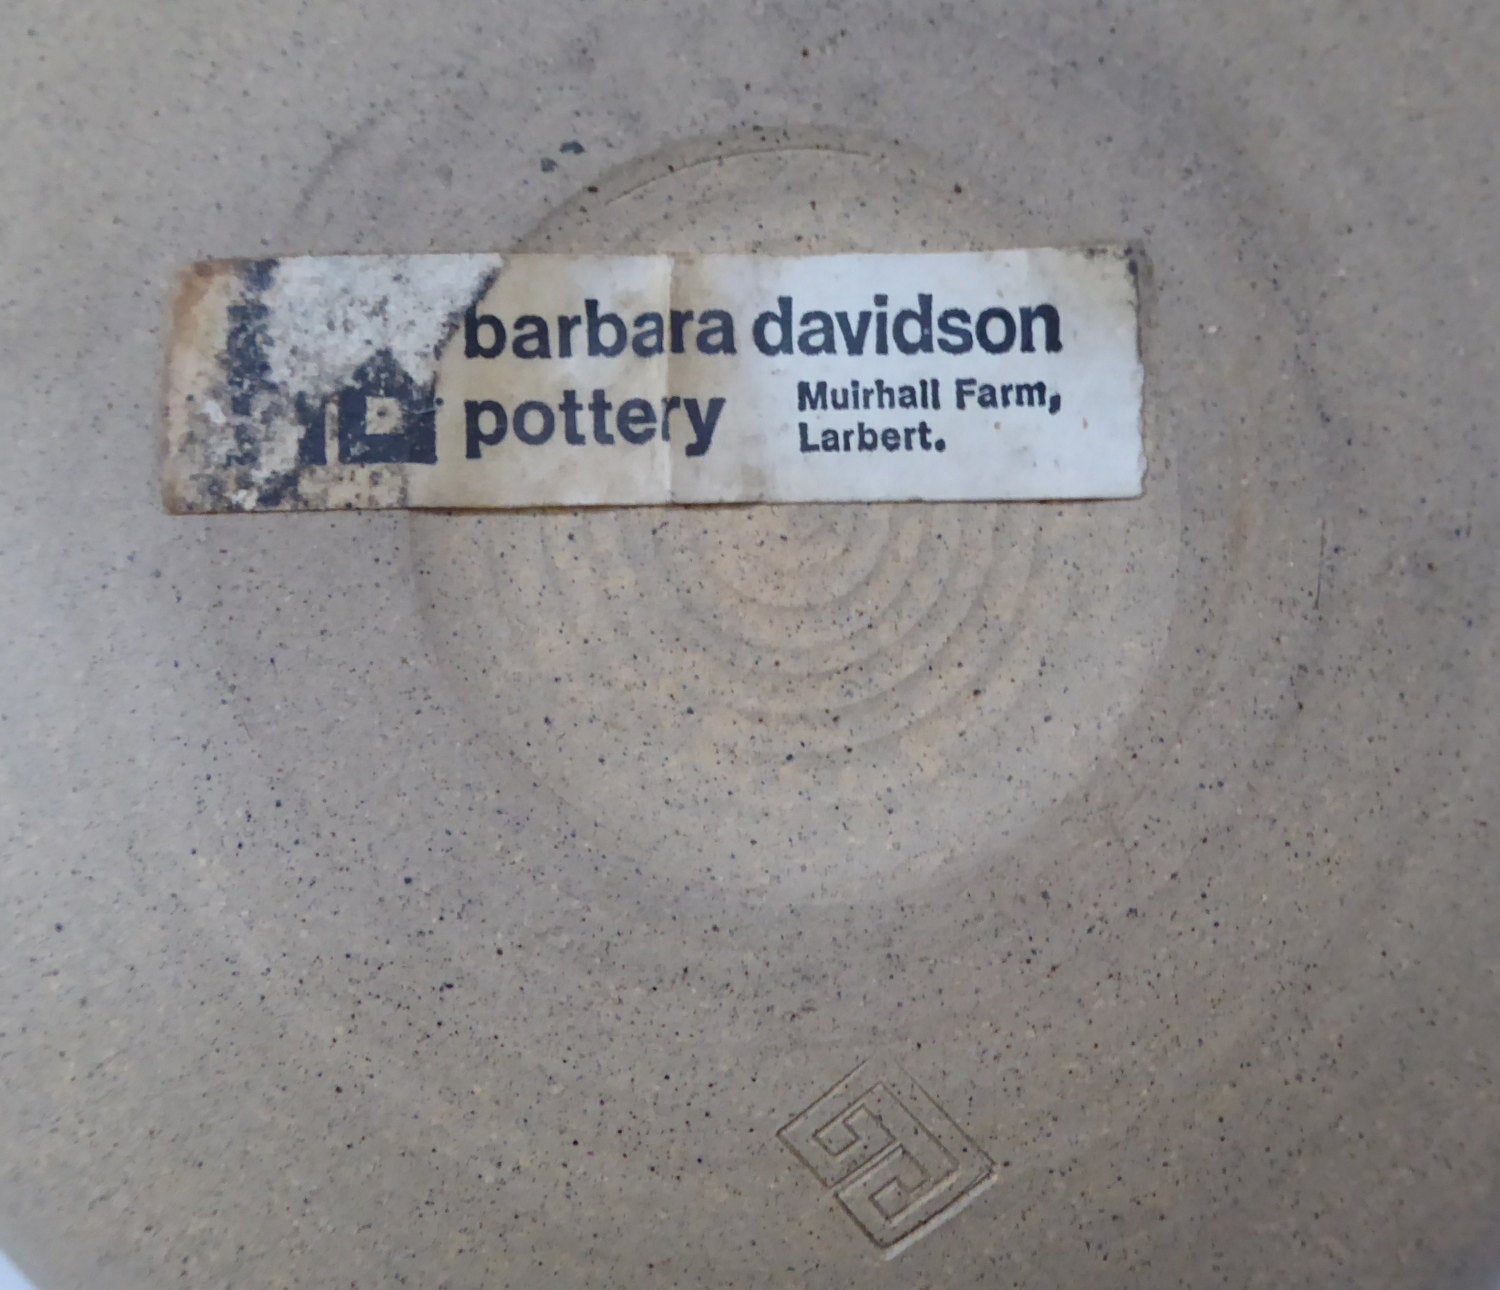 barbara davidson
pottery
Muirhall Farm,
Larbert.